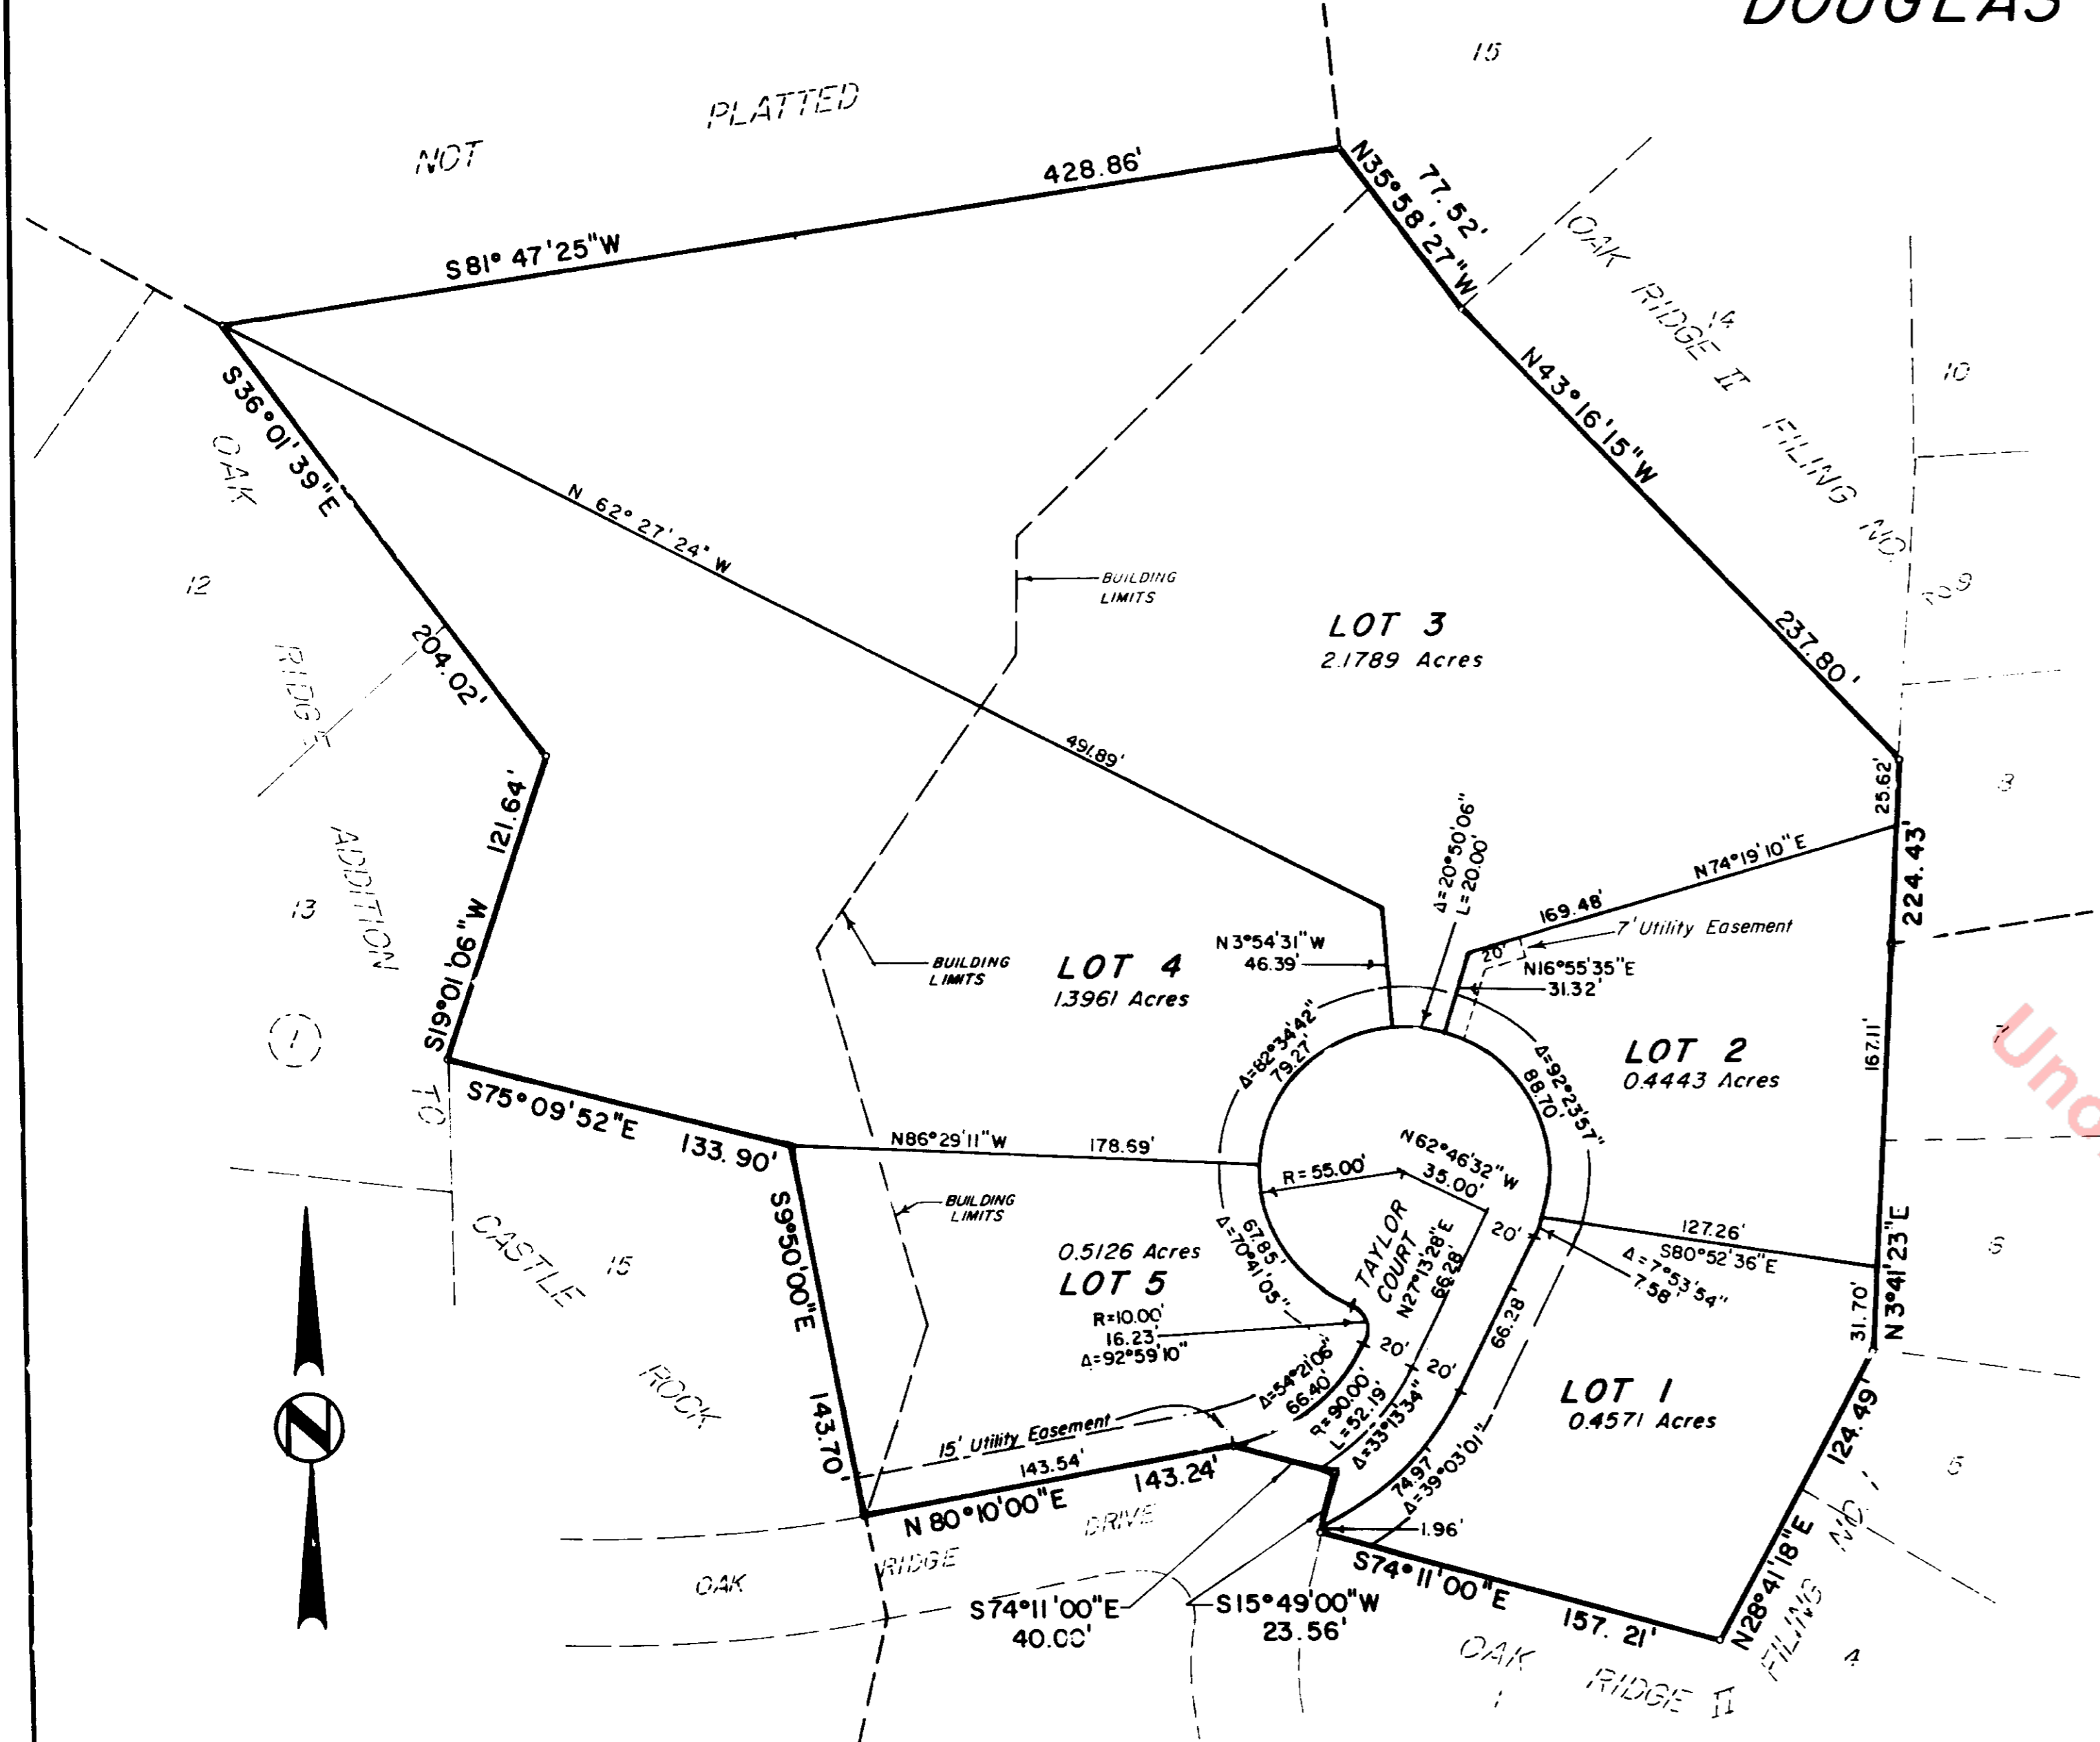 DOUGLAS
15
NOT PLATTED
428.86'
S81° 47'25"W
N35°58'27"W
77.52'
OAK RIDGE II FILING NO.
14
10
S36°01'39"E
N43°16'15"W
OAK RIDGE ADDITION TO CASTLE ROCK
N 62° 27' 24" W
12
BUILDING
LIMITS
9
LOT 3
2.1789 Acres
204.02'
237.80'
491.89'
25.62'
8
121.64'
Δ=20°50'06"
L=20.00'
N74°19'10"E
224.43'
13
169.48'
7' Utility Easement
S19°01'06"W
N3°54'31"W
46.39'
20'
BUILDING
LIMITS
LOT 4
1.3961 Acres
N16°55'35"E
31.32'
1
Δ=82°34'42"
79.27'
Δ=92°23'57"
88.70'
LOT 2
0.4443 Acres
167.11'
7
Uno
S75°09'52"E
133.90'
N86°29'11"W
178.69'
N62°46'32"W
35.00'
R=55.00'
BUILDING
LIMITS
S9°50'00"E
67.85'
Δ=70°41'05"
TAYLOR
COURT
N27°13'28"E
66.28'
20'
127.26'
S80°52'36"E
Δ=7°53'54"
7.58'
N 3°41'23"E
6
15
0.5126 Acres
LOT 5
R=10.00'
16.23'
Δ=92°59'10"
66.28'
31.70'
20'
20'
Δ=54°21'06"
66.40'
R=90.00'
L=52.19'
Δ=33°13'34"
LOT 1
0.4571 Acres
143.70'
15' Utility Easement
143.54'
143.24'
74.97'
Δ=39°03'01"
124.49'
5
N 80°10'00"E
1.96'
OAK RIDGE DRIVE
S74°11'00"E
157.21'
N28°41'18"E
S74°11'00"E
40.00'
S15°49'00"W
23.56'
OAK RIDGE II FILING NO. 1
4
1
N